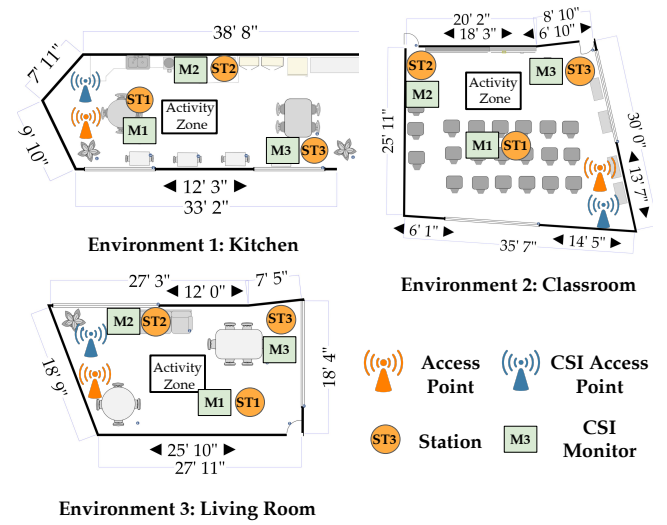 38' 8"
7' 11"
9' 10"
M2
ST2
ST1
Activity
Zone
M1
M3
ST3
12' 3"
33' 2"
Environment 1: Kitchen
20' 2"
18' 3"
8' 10"
6' 10"
ST2
M2
M3
ST3
Activity
Zone
M1
ST1
25' 11"
30' 0"
13' 7"
6' 1"
35' 7"
14' 5"
Environment 2: Classroom
27' 3"
12' 0"
7' 5"
M2
ST2
ST3
M3
Activity
Zone
M1
ST1
18' 9"
18' 4"
25' 10"
27' 11"
Environment 3: Living Room
Access
Point
CSI Access
Point
ST3
Station
M3
CSI
Monitor